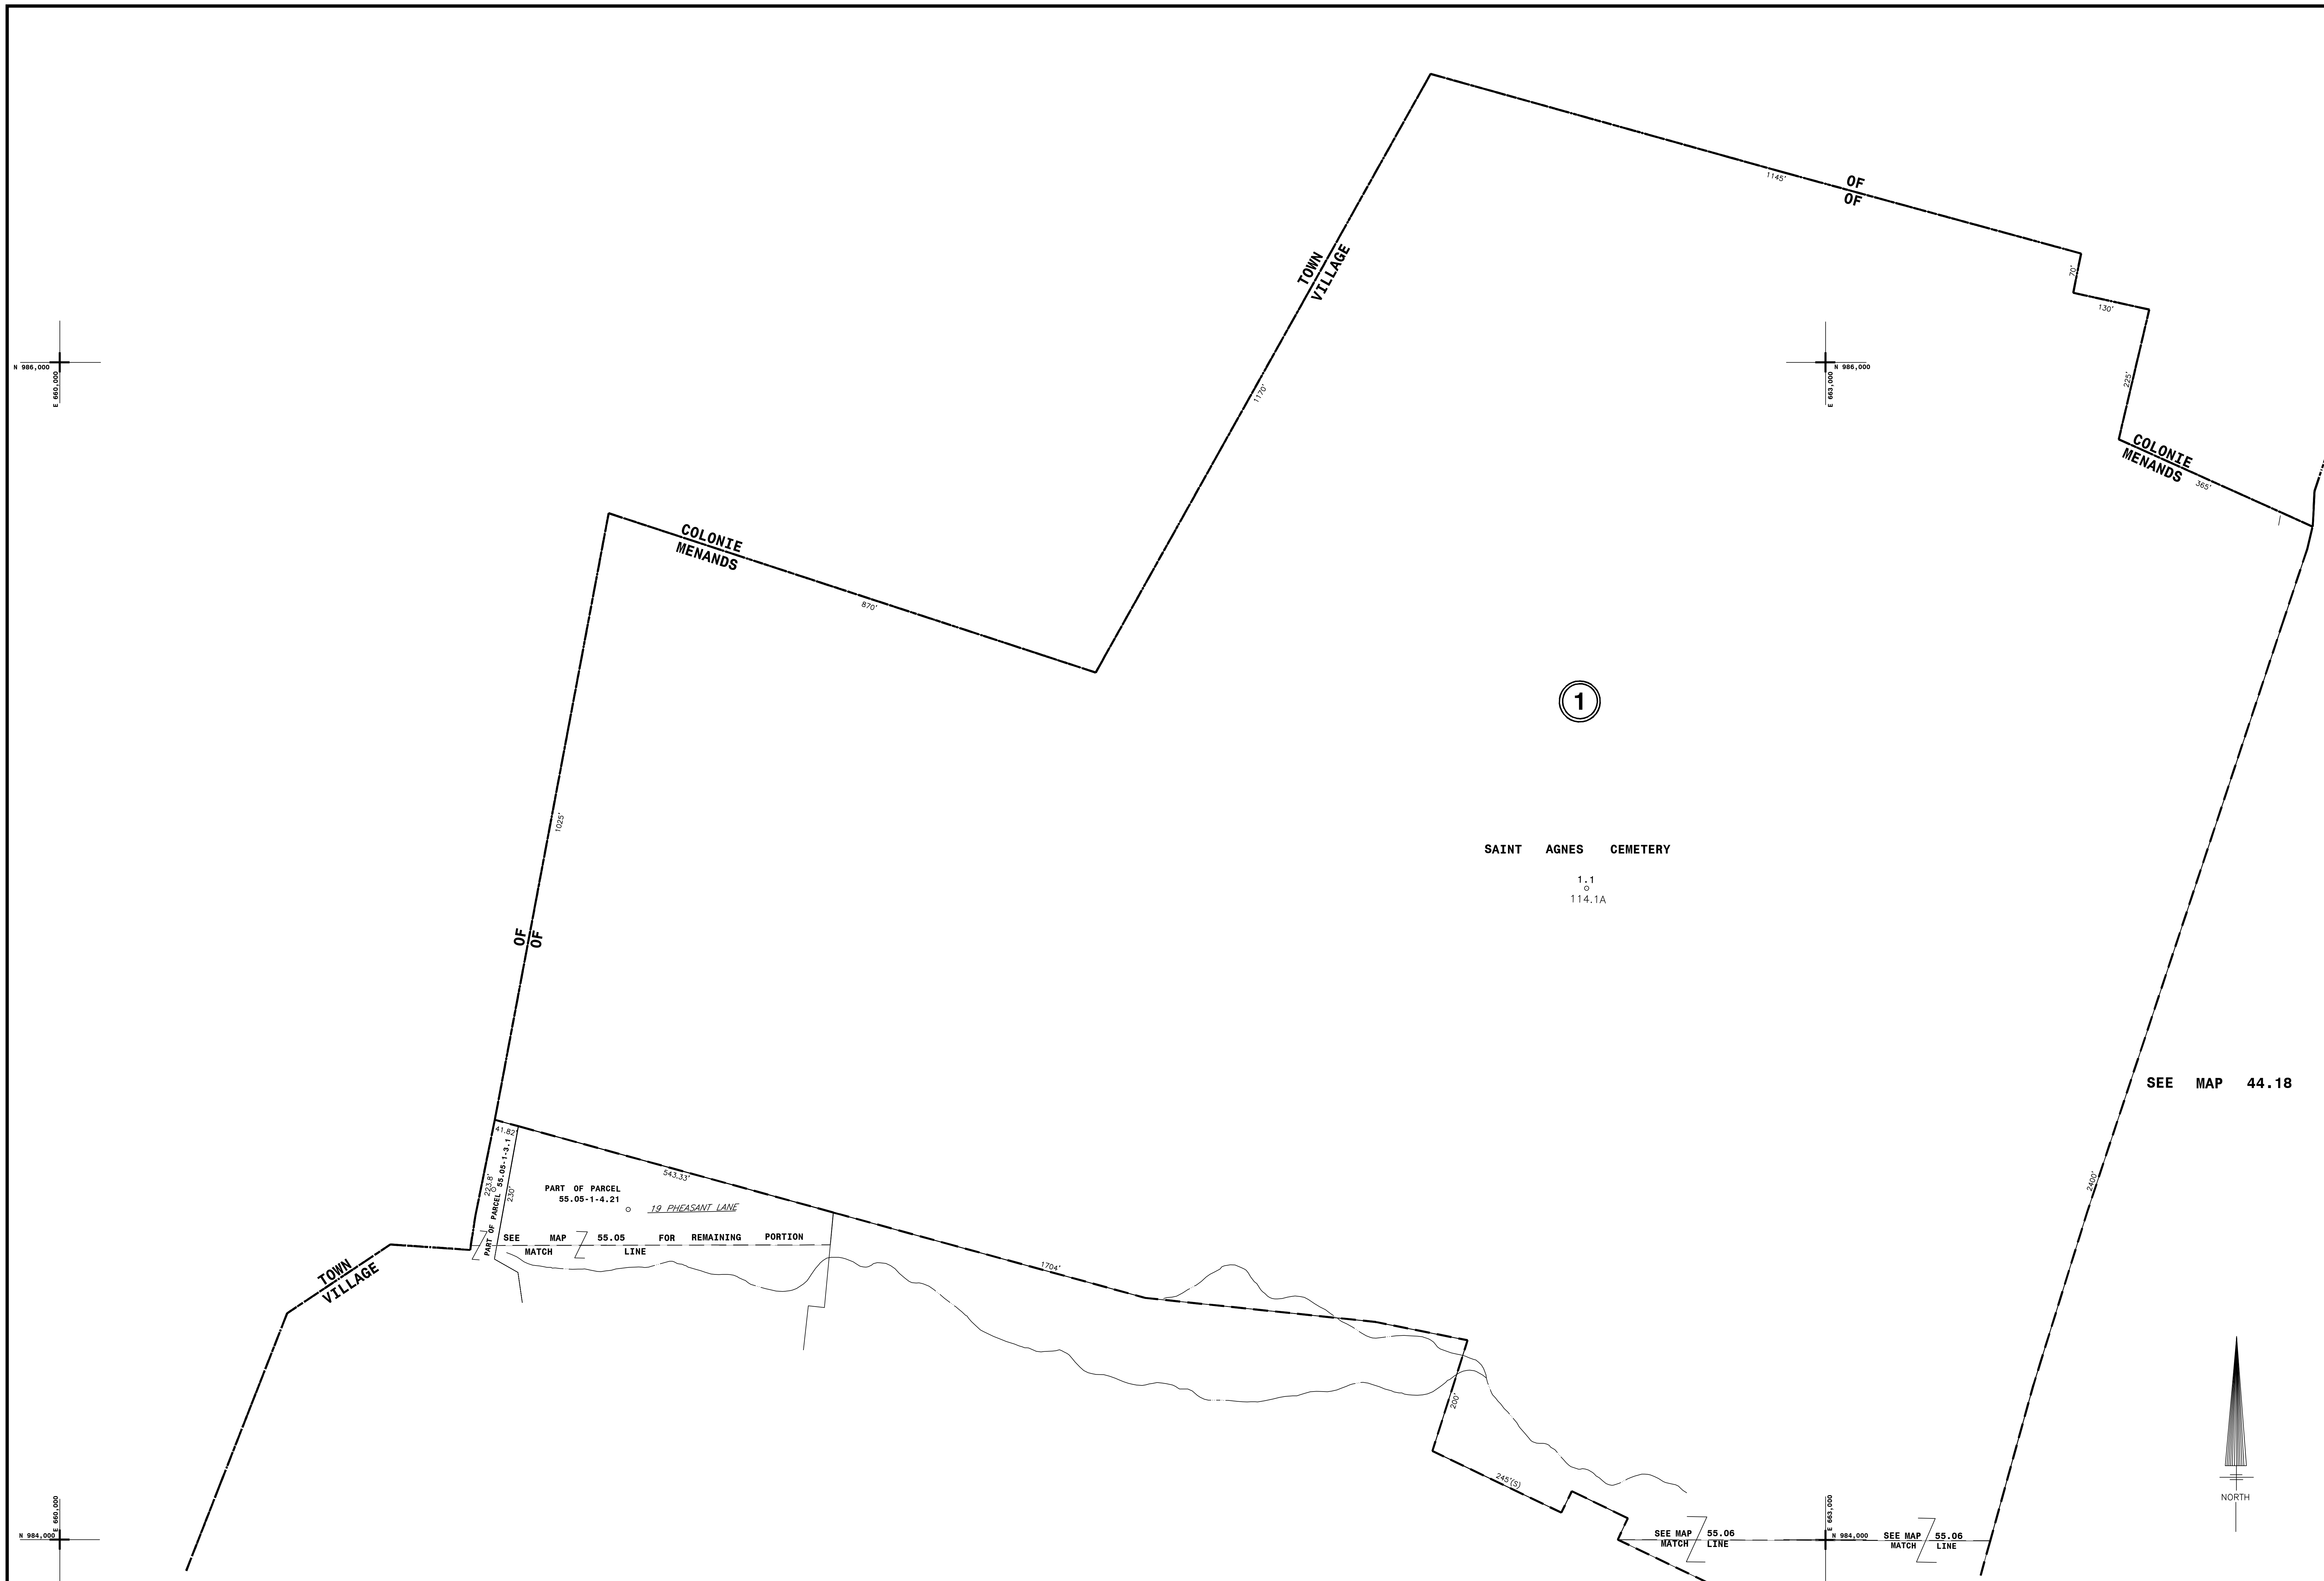 1145'
OF
OF
70'
130'
TOWN
VILLAGE
N 986,000
E 660,000
N 986,000
E 663,000
225'
1170'
COLONIE
MENANDS
365'
COLONIE
MENANDS
870'
1
1025'
SAINT AGNES CEMETERY
1.1
114.1A
OF
OF
SEE MAP 44.18
41.82'
543.33'
223.8'
PART OF PARCEL 55.05-1-3.1
230'
PART OF PARCEL
55.05-1-4.21
19 PHEASANT LANE
2400'
SEE MAP 55.05 FOR REMAINING PORTION
MATCH LINE
TOWN
VILLAGE
1704'
200'
245'(S)
NORTH
N 984,000
E 660,000
SEE MAP 55.06
MATCH LINE
N 984,000
E 663,000
SEE MAP 55.06
MATCH LINE